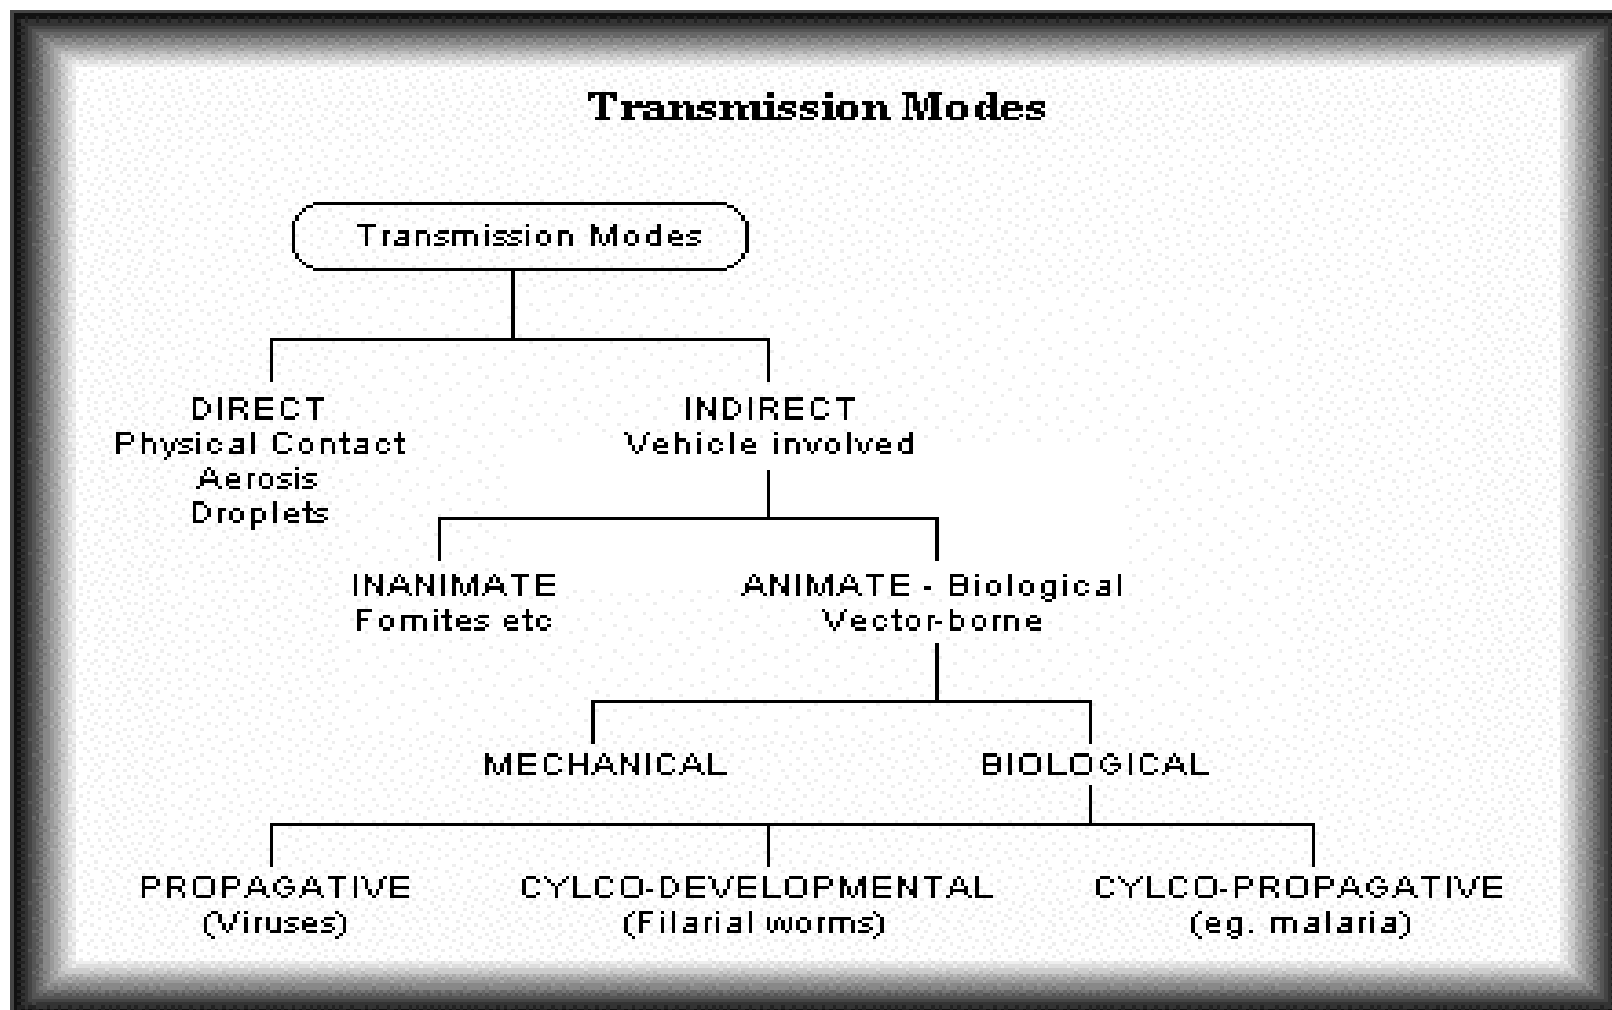 Transmission Modes
Transmission Modes
DIRECT
Physical Contact
Aerosis
Droplets
INDIRECT
Vehicle involved
INANIMATE
Fomites etc
ANIMATE - Biological
Vector-borne
MECHANICAL
BIOLOGICAL
PROPAGATIVE
(Viruses)
CYLCO-DEVELOPMENTAL
(Filarial worms)
CYLCO-PROPAGATIVE
(eg. malaria)